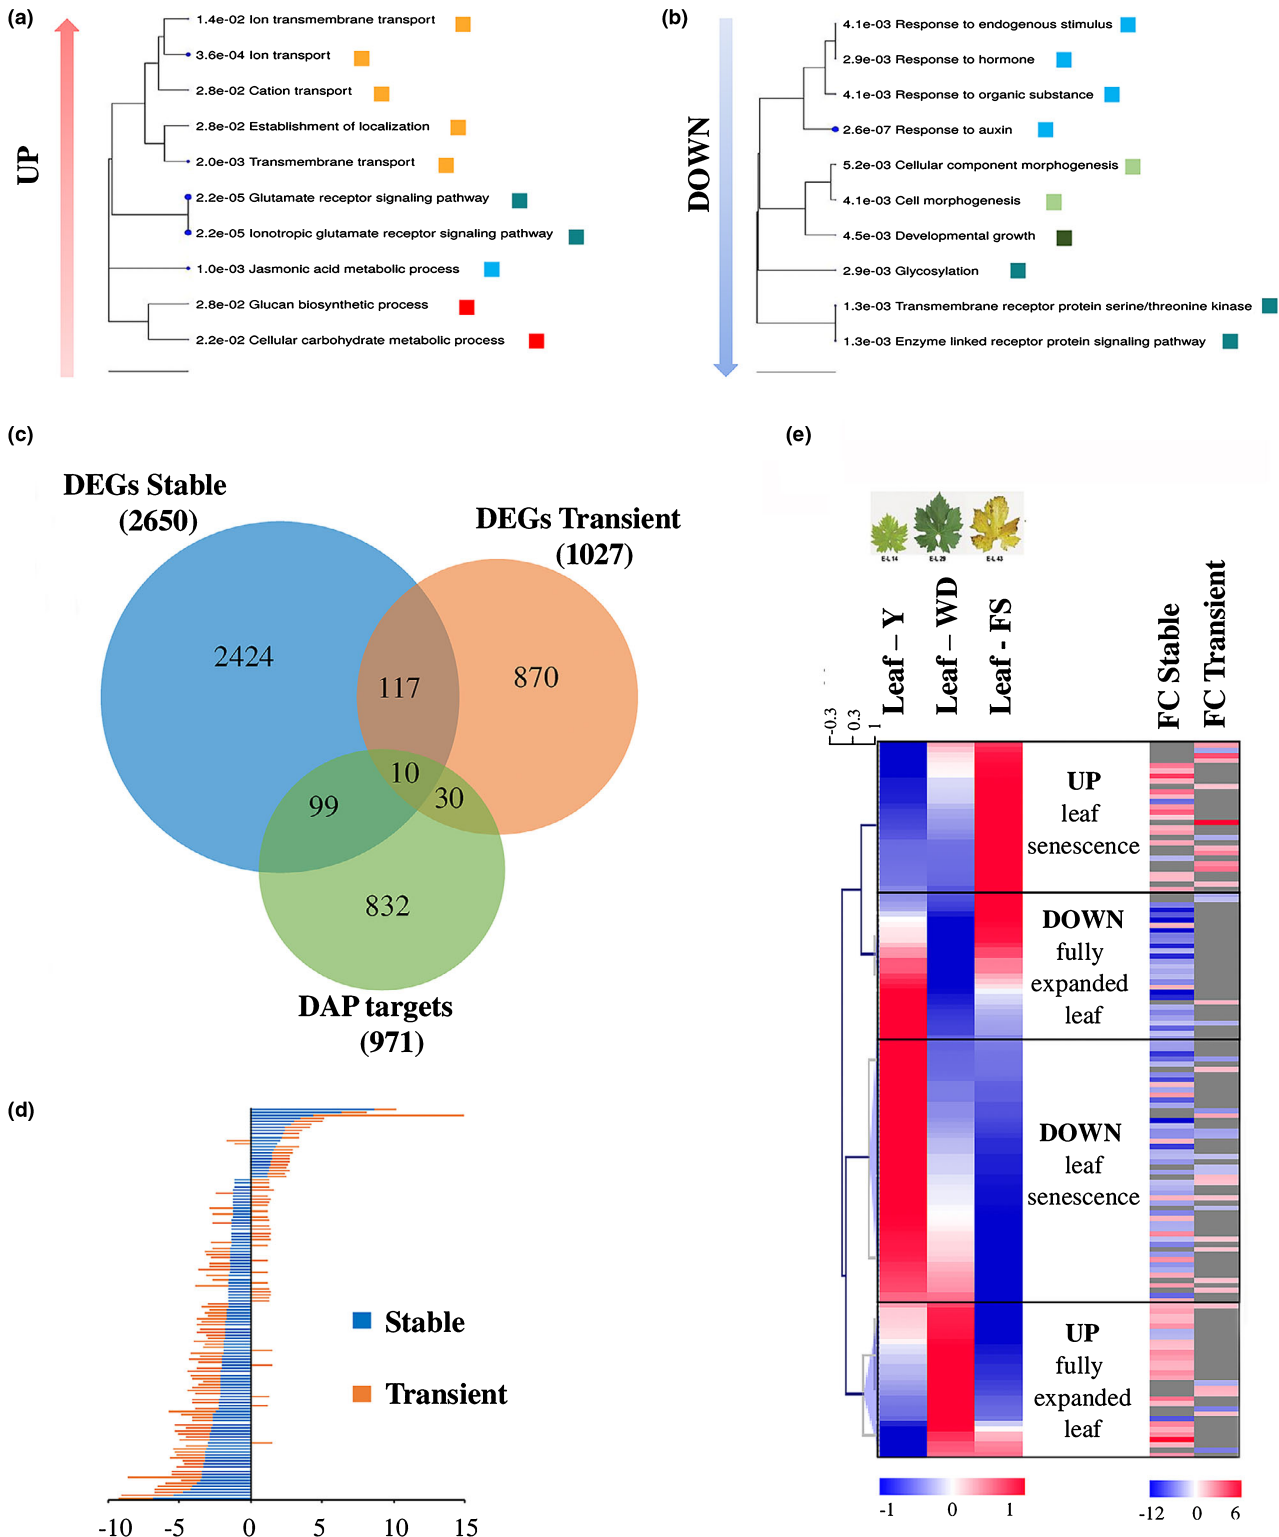 (a)
UP
1.4e-02 Ion transmembrane transport
3.6e-04 Ion transport
2.8e-02 Cation transport
2.8e-02 Establishment of localization
2.0e-03 Transmembrane transport
2.2e-05 Glutamate receptor signaling pathway
2.2e-05 Ionotropic glutamate receptor signaling pathway
1.0e-03 Jasmonic acid metabolic process
2.8e-02 Glucan biosynthetic process
2.2e-02 Cellular carbohydrate metabolic process
(b)
DOWN
4.1e-03 Response to endogenous stimulus
2.9e-03 Response to hormone
4.1e-03 Response to organic substance
2.6e-07 Response to auxin
5.2e-03 Cellular component morphogenesis
4.1e-03 Cell morphogenesis
4.5e-03 Developmental growth
2.9e-03 Glycosylation
1.3e-03 Transmembrane receptor protein serine/threonine kinase
1.3e-03 Enzyme linked receptor protein signaling pathway
(c)
DEGs Stable
(2650)
DEGs Transient
(1027)
2424
117
870
10
99
30
832
DAP targets
(971)
(d)
Stable
Transient
-10 -5 0 5 10 15
(e)
E-L 14 E-L 29 E-L 43
Leaf – Y
Leaf – WD
Leaf - FS
FC Stable
FC Transient
-0.3
0.3
1
UP
leaf
senescence
DOWN
fully
expanded
leaf
DOWN
leaf
senescence
UP
fully
expanded
leaf
-1 0 1
-12 0 6